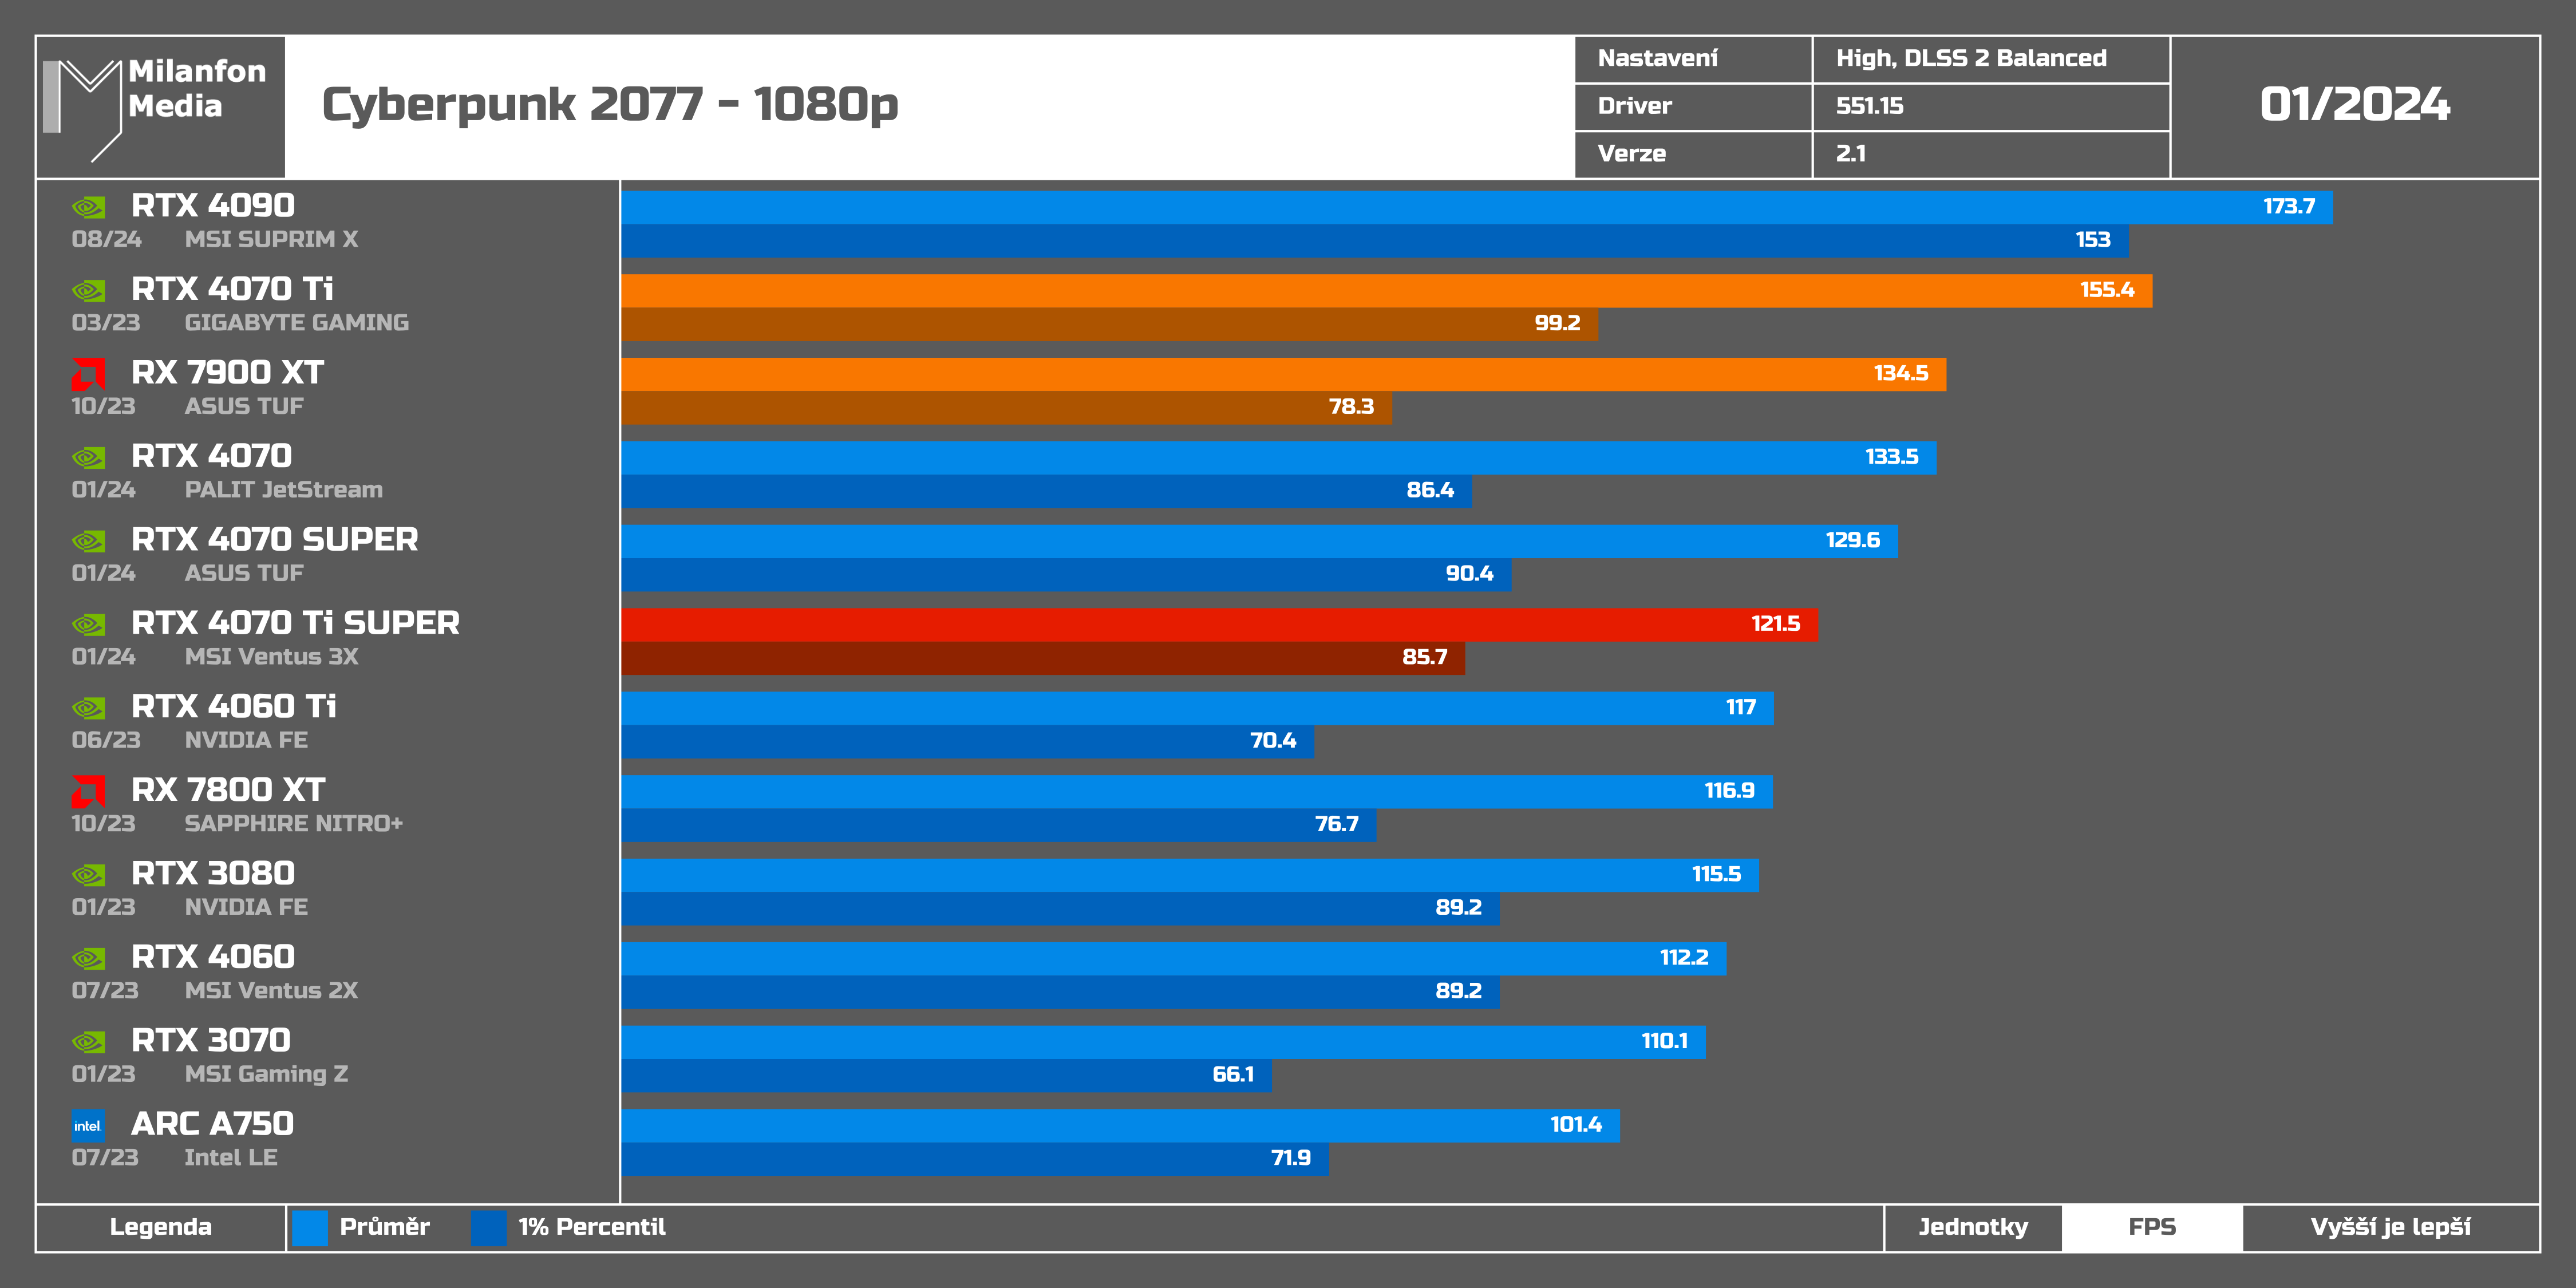 Milanfon
Media
Cyberpunk 2077 - 1080p
Nastavení High, DLSS 2 Balanced
Driver 551.15
Verze 2.1
01/2024
RTX 4090
08/24 MSI SUPRIM X
173.7
153
RTX 4070 Ti
03/23 GIGABYTE GAMING
155.4
99.2
RX 7900 XT
10/23 ASUS TUF
134.5
78.3
RTX 4070
01/24 PALIT JetStream
133.5
86.4
RTX 4070 SUPER
01/24 ASUS TUF
129.6
90.4
RTX 4070 Ti SUPER
01/24 MSI Ventus 3X
121.5
85.7
RTX 4060 Ti
06/23 NVIDIA FE
117
70.4
RX 7800 XT
10/23 SAPPHIRE NITRO+
116.9
76.7
RTX 3080
01/23 NVIDIA FE
115.5
89.2
RTX 4060
07/23 MSI Ventus 2X
112.2
89.2
RTX 3070
01/23 MSI Gaming Z
110.1
66.1
intel ARC A750
07/23 Intel LE
101.4
71.9
Legenda Průměr 1% Percentil Jednotky FPS Vyšší je lepší